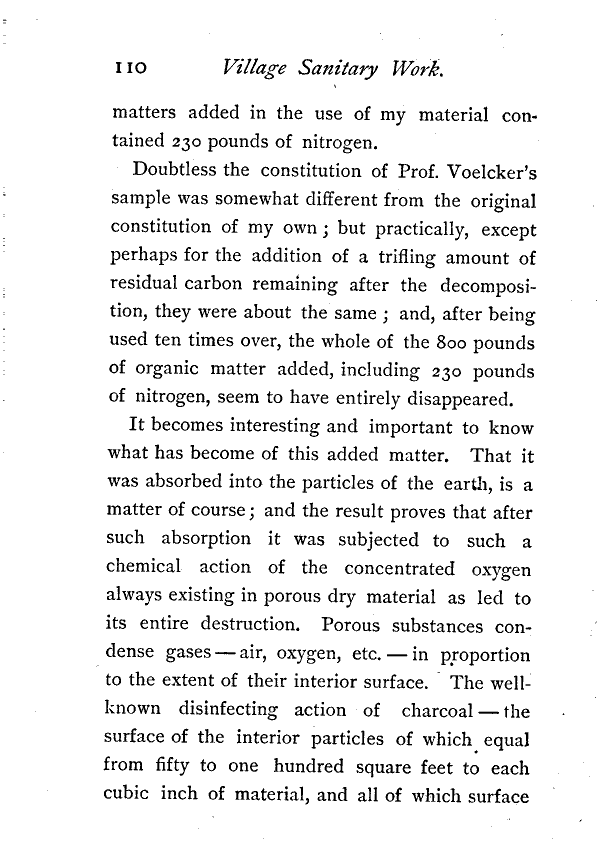 110 Village Sanitary Work.
matters added in the use of my material con-
tained 230 pounds of nitrogen.
Doubtless the constitution of Prof. Voelcker's
sample was somewhat different from the original
constitution of my own ; but practically, except
perhaps for the addition of a trifling amount of
residual carbon remaining after the decomposi-
tion, they were about the same ; and, after being
used ten times over, the whole of the 800 pounds
of organic matter added, including 230 pounds
of nitrogen, seem to have entirely disappeared.
It becomes interesting and important to know
what has become of this added matter. That it
was absorbed into the particles of the earth, is a
matter of course ; and the result proves that after
such absorption it was subjected to such a
chemical action of the concentrated oxygen
always existing in porous dry material as led to
its entire destruction. Porous substances con-
dense gases — air, oxygen, etc. — in proportion
to the extent of their interior surface. The well-
known disinfecting action of charcoal — the
surface of the interior particles of which equal
from fifty to one hundred square feet to each
cubic inch of material, and all of which surface